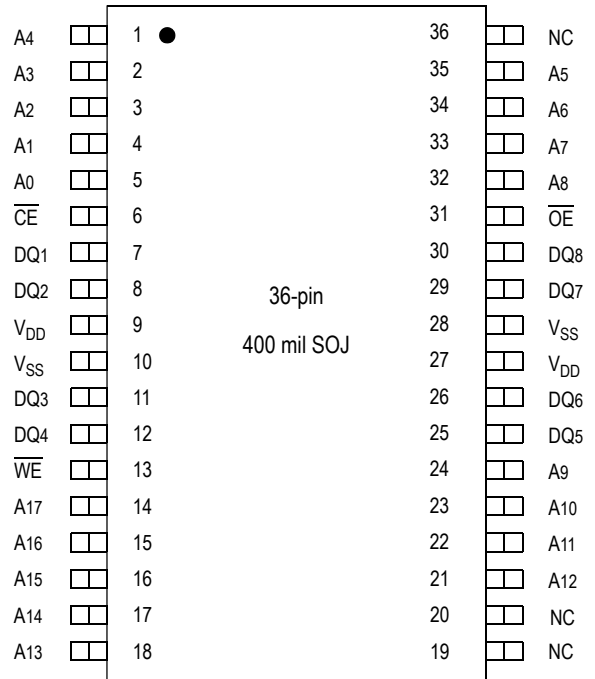 A4 1 36 NC
A3 2 35 A5
A2 3 34 A6
A1 4 33 A7
A0 5 32 A8
C̅E̅ 6 31 O̅E̅
DQ1 7 30 DQ8
DQ2 8 29 DQ7
36-pin
VDD 9 28 VSS
400 mil SOJ
VSS 10 27 VDD
DQ3 11 26 DQ6
DQ4 12 25 DQ5
W̅E̅ 13 24 A9
A17 14 23 A10
A16 15 22 A11
A15 16 21 A12
A14 17 20 NC
A13 18 19 NC